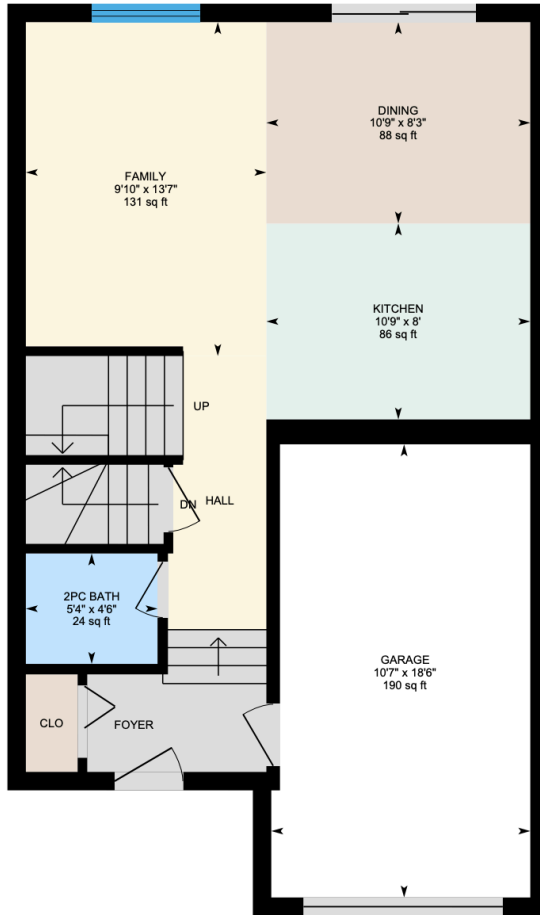 DINING
10'9" x 8'3"
88 sq ft
FAMILY
9'10" x 13'7"
131 sq ft
KITCHEN
10'9" x 8'
86 sq ft
UP
DN
HALL
2PC BATH
5'4" x 4'6"
24 sq ft
GARAGE
10'7" x 18'6"
190 sq ft
CLO
FOYER